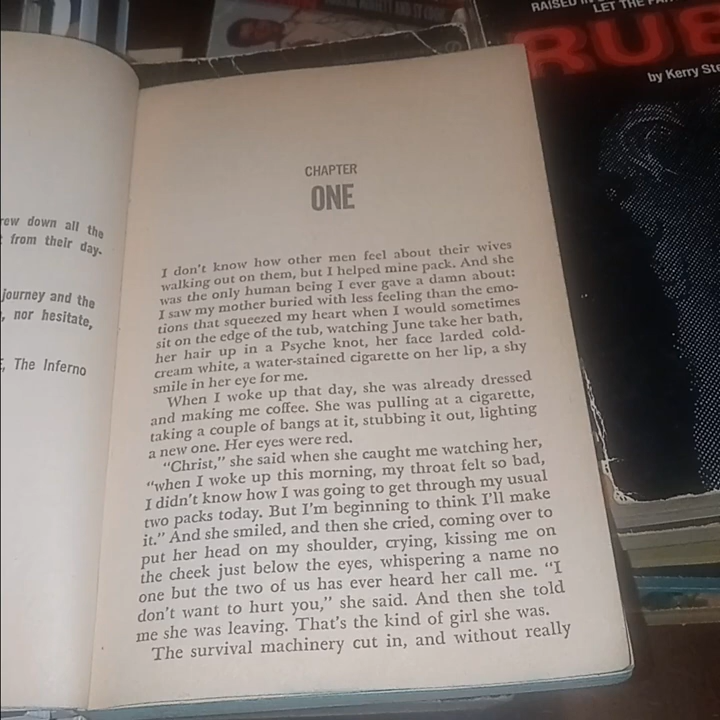 rew down all the
from their day.
journey and the
, nor hesitate,
, The Inferno
RAISED
LET THE
by Kerry
CHAPTER
ONE
I don't know how other men feel about their wives
walking out on them, but I helped mine pack. And she
was the only human being I ever gave a damn about:
I saw my mother buried with less feeling than the emo-
tions that squeezed my heart when I would sometimes
sit on the edge of the tub, watching June take her bath,
her hair up in a Psyche knot, her face larded cold-
cream white, a water-stained cigarette on her lip, a shy
smile in her eye for me.
When I woke up that day, she was already dressed
and making me coffee. She was pulling at a cigarette,
taking a couple of bangs at it, stubbing it out, lighting
a new one. Her eyes were red.
"Christ," she said when she caught me watching her,
"when I woke up this morning, my throat felt so bad,
I didn't know how I was going to get through my usual
two packs today. But I'm beginning to think I'll make
it." And she smiled, and then she cried, coming over to
put her head on my shoulder, crying, kissing me on
the cheek just below the eyes, whispering a name no
one but the two of us has ever heard her call me. "I
don't want to hurt you," she said. And then she told
me she was leaving. That's the kind of girl she was.
The survival machinery cut in, and without really